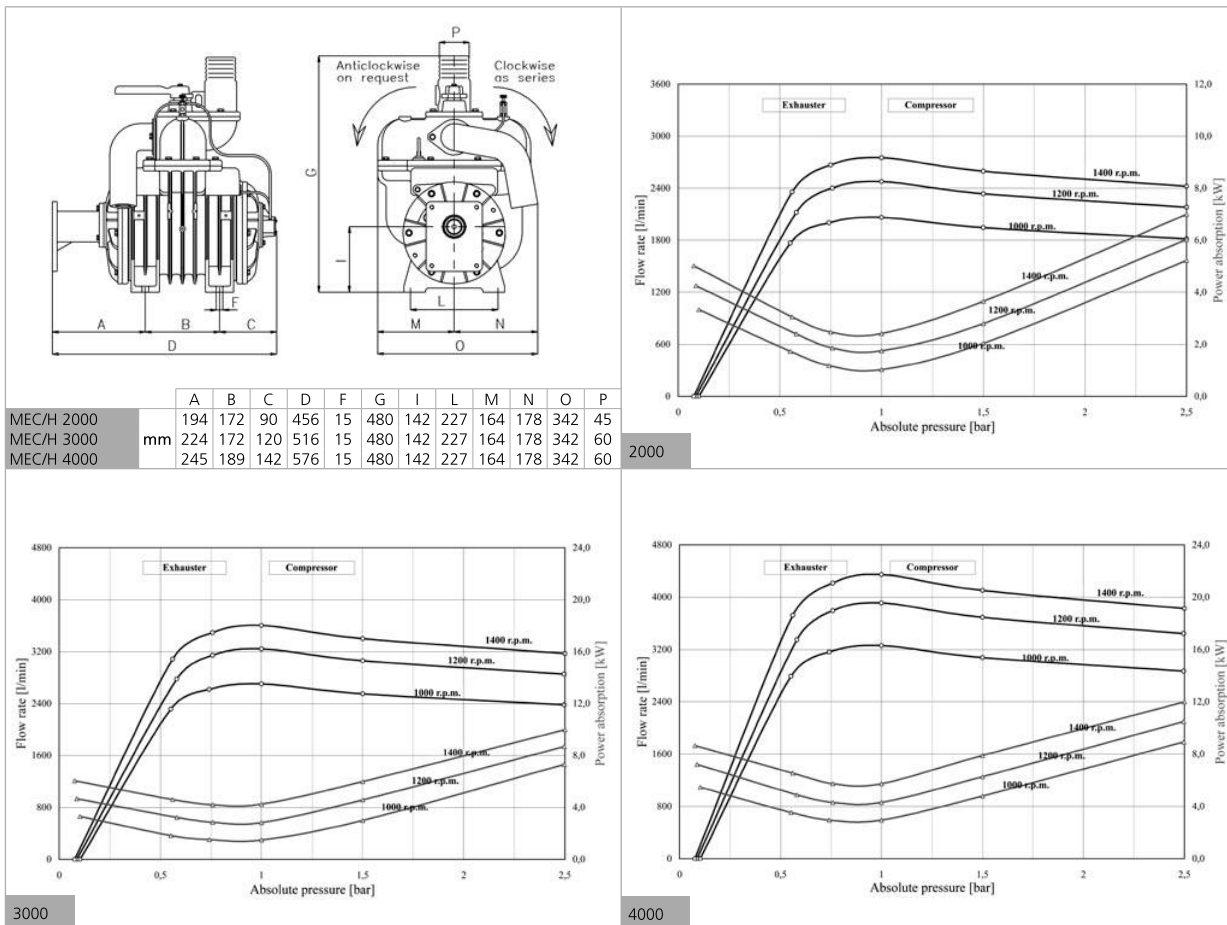 P
Anticlockwise
on request
Clockwise
as series
G
I
F
L
A
B
C
M
N
D
O
A B C D F G I L M N O P
MEC/H 2000 194 172 90 456 15 480 142 227 164 178 342 45
MEC/H 3000 mm 224 172 120 516 15 480 142 227 164 178 342 60
MEC/H 4000 245 189 142 576 15 480 142 227 164 178 342 60
3600
3000
2400
1800
1200
600
0
Flow rate [l/min]
Exhauster
Compressor
1400 r.p.m.
1200 r.p.m.
1000 r.p.m.
1400 r.p.m.
1200 r.p.m.
1000 r.p.m.
12,0
10,0
8,0
6,0
4,0
2,0
0,0
Power absorption [kW]
0 0,5 1 1,5 2 2,5
Absolute pressure [bar]
2000
4800
4000
3200
2400
1600
800
0
Flow rate [l/min]
Exhauster
Compressor
1400 r.p.m.
1200 r.p.m.
1000 r.p.m.
1400 r.p.m.
1200 r.p.m.
1000 r.p.m.
24,0
20,0
16,0
12,0
8,0
4,0
0,0
Power absorption [kW]
0 0,5 1 1,5 2 2,5
Absolute pressure [bar]
3000
4800
4000
3200
2400
1600
800
0
Flow rate [l/min]
Exhauster
Compressor
1400 r.p.m.
1200 r.p.m.
1000 r.p.m.
1400 r.p.m.
1200 r.p.m.
1000 r.p.m.
24,0
20,0
16,0
12,0
8,0
4,0
0,0
Power absorption [kW]
0 0,5 1 1,5 2 2,5
Absolute pressure [bar]
4000